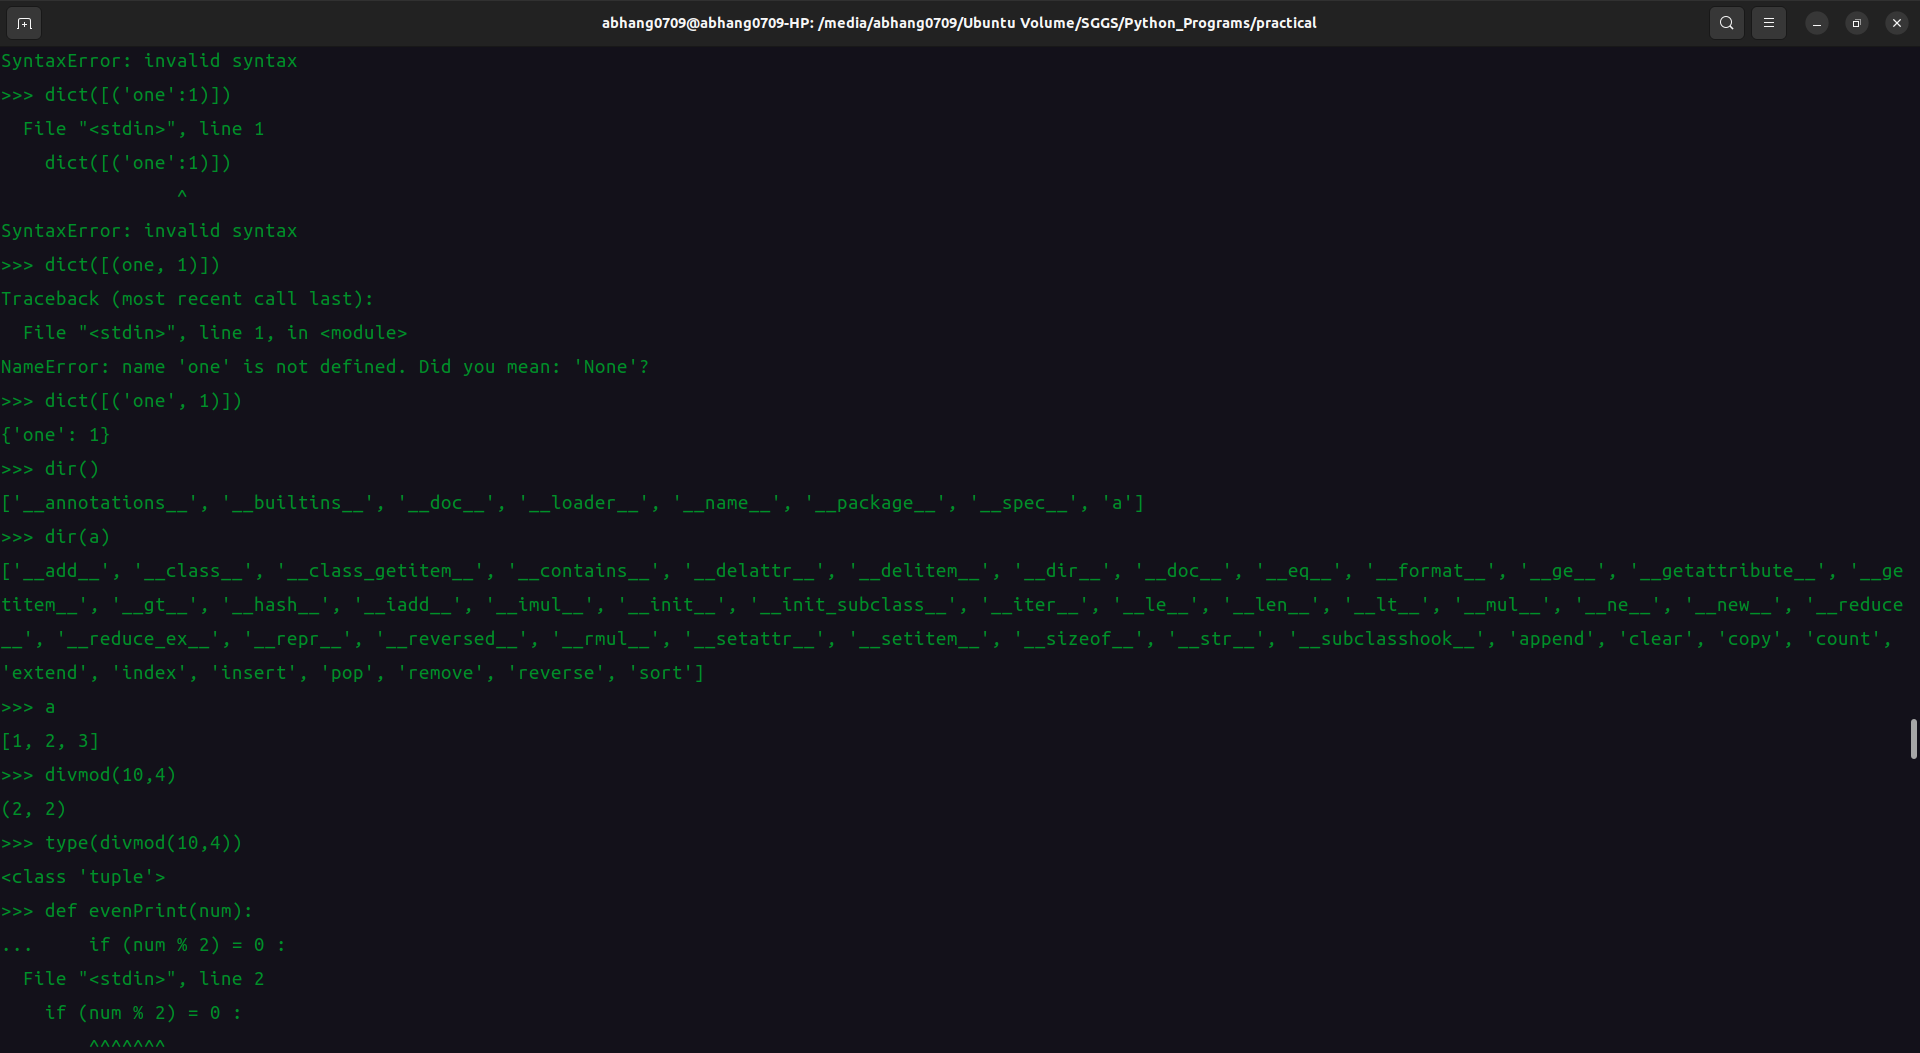 abhang0709@abhang0709-HP: /media/abhang0709/Ubuntu Volume/SGGS/Python_Programs/practical
SyntaxError: invalid syntax
>>> dict([('one':1)])
  File "<stdin>", line 1
    dict([('one':1)])
                ^
SyntaxError: invalid syntax
>>> dict([(one, 1)])
Traceback (most recent call last):
  File "<stdin>", line 1, in <module>
NameError: name 'one' is not defined. Did you mean: 'None'?
>>> dict([('one', 1)])
{'one': 1}
>>> dir()
['__annotations__', '__builtins__', '__doc__', '__loader__', '__name__', '__package__', '__spec__', 'a']
>>> dir(a)
['__add__', '__class__', '__class_getitem__', '__contains__', '__delattr__', '__delitem__', '__dir__', '__doc__', '__eq__', '__format__', '__ge__', '__getattribute__', '__ge
titem__', '__gt__', '__hash__', '__iadd__', '__imul__', '__init__', '__init_subclass__', '__iter__', '__le__', '__len__', '__lt__', '__mul__', '__ne__', '__new__', '__reduce
__', '__reduce_ex__', '__repr__', '__reversed__', '__rmul__', '__setattr__', '__setitem__', '__sizeof__', '__str__', '__subclasshook__', 'append', 'clear', 'copy', 'count',
'extend', 'index', 'insert', 'pop', 'remove', 'reverse', 'sort']
>>> a
[1, 2, 3]
>>> divmod(10,4)
(2, 2)
>>> type(divmod(10,4))
<class 'tuple'>
>>> def evenPrint(num):
...     if (num % 2) = 0 :
  File "<stdin>", line 2
    if (num % 2) = 0 :
        ^^^^^^^